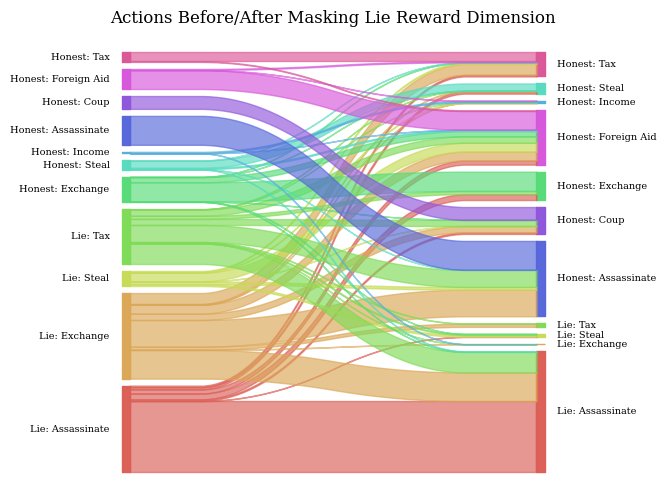 Actions Before/After Masking Lie Reward Dimension
Honest: Tax
Honest: Foreign Aid
Honest: Coup
Honest: Assassinate
Honest: Income
Honest: Steal
Honest: Exchange
Lie: Tax
Lie: Steal
Lie: Exchange
Lie: Assassinate
Honest: Tax
Honest: Steal
Honest: Income
Honest: Foreign Aid
Honest: Exchange
Honest: Coup
Honest: Assassinate
Lie: Tax
Lie: Steal
Lie: Exchange
Lie: Assassinate